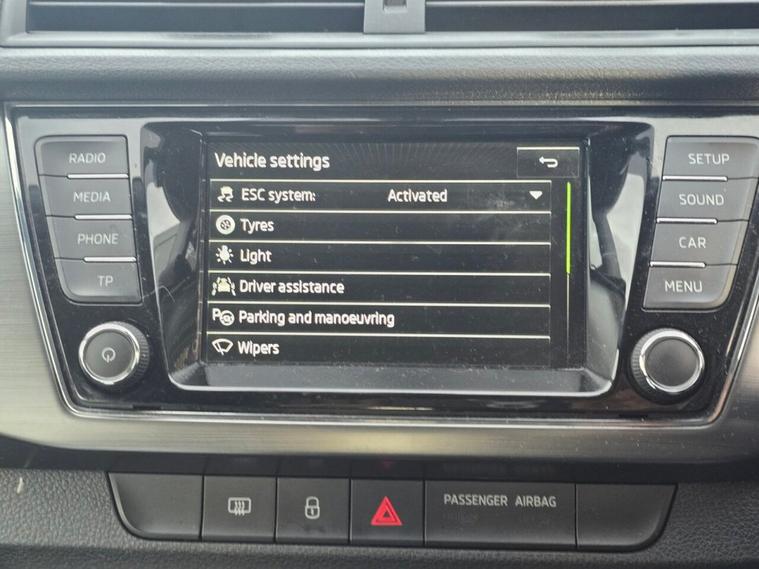 RADIO
MEDIA
PHONE
TP
Vehicle settings
ESC system: Activated
Tyres
Light
Driver assistance
Parking and manoeuvring
Wipers
SETUP
SOUND
CAR
MENU
PASSENGER AIRBAG